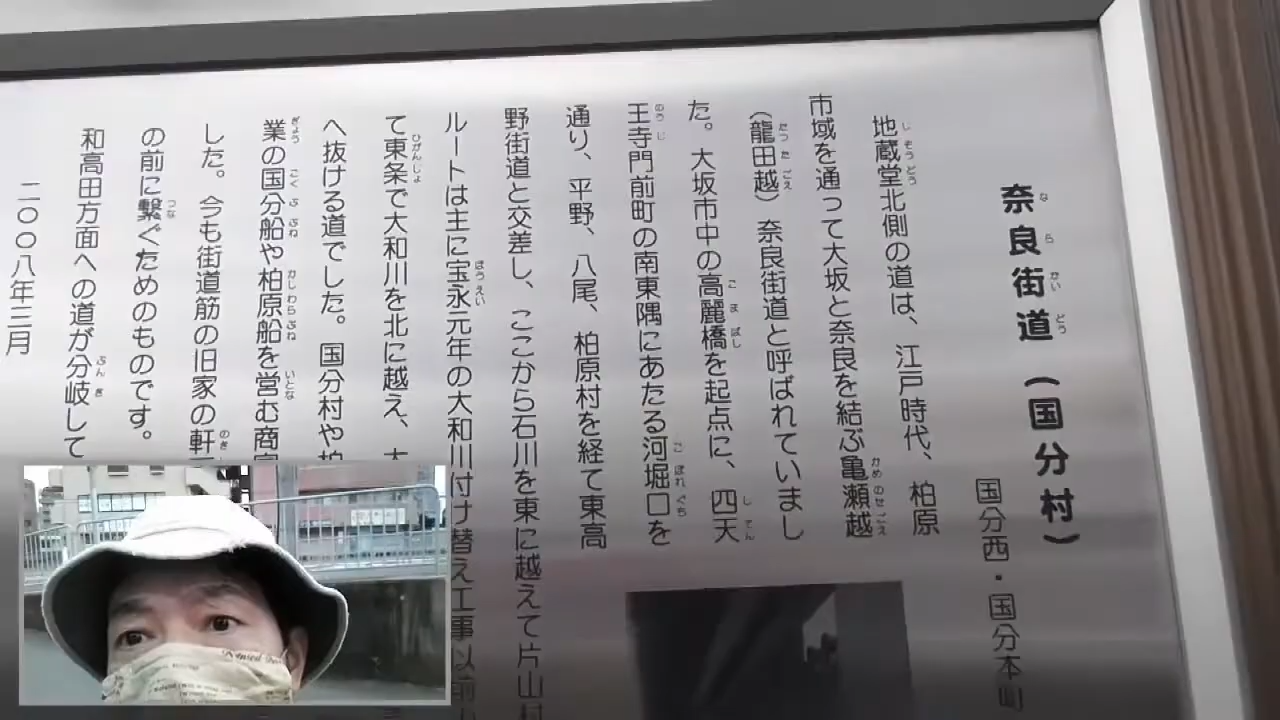 奈良街道（国分村）
国分西・国分本町
地蔵堂北側の道は、江戸時代、柏原
市域を通って大坂と奈良を結ぶ亀瀬越
（龍田越）奈良街道と呼ばれていまし
た。大坂市中の高麗橋を起点に、四天
王寺門前町の南東隅にあたる河堀口を
通り、平野、八尾、柏原村を経て東高
野街道と交差し、ここから石川を東に越えて片山村
ルートは主に宝永元年の大和川付け替え工事以前
て東条で大和川を北に越え、
へ抜ける道でした。国分村や
業の国分船や柏原船を営む商
した。今も街道筋の旧家の軒
の前に繋ぐためのものです。
和高田方面への道が分岐して
二〇〇八年三月